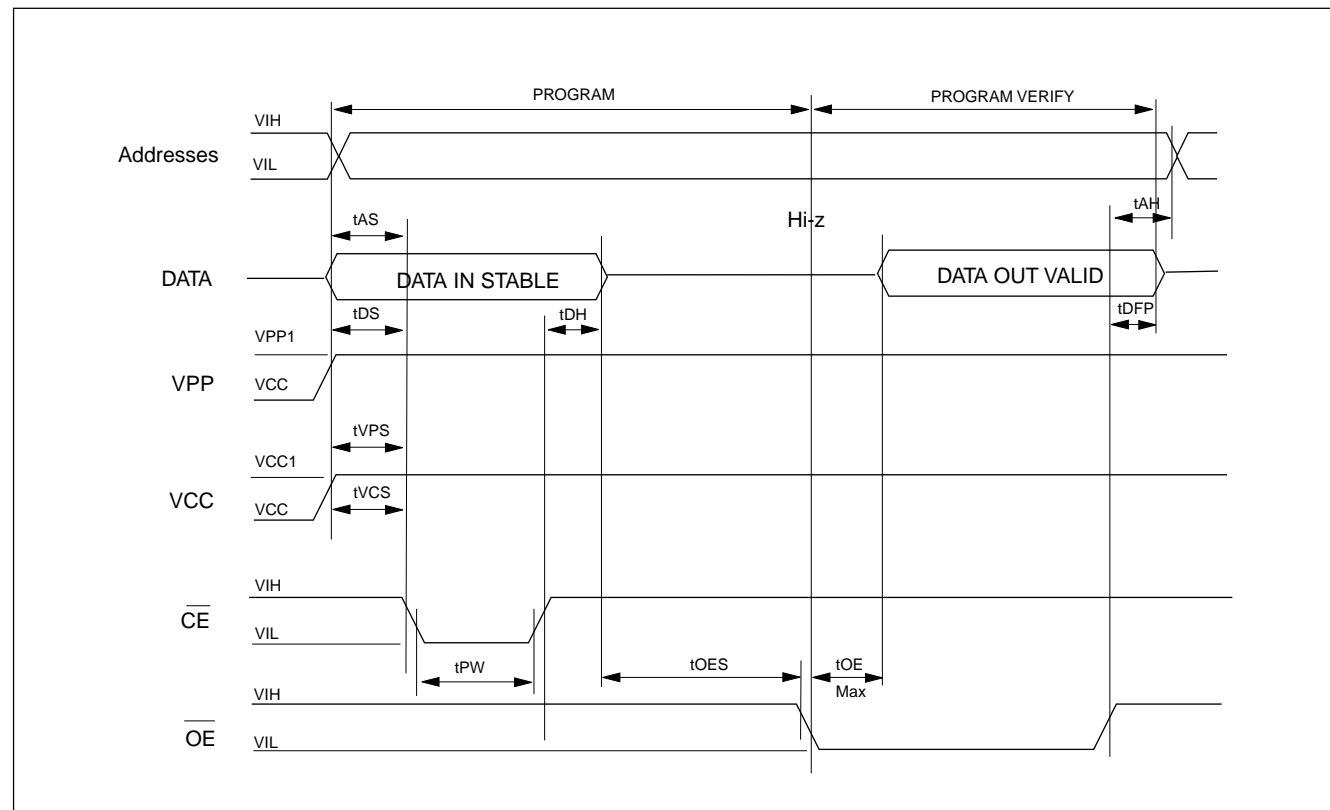 PROGRAM
PROGRAM VERIFY
VIH
Addresses
VIL
tAS
Hi-z
tAH
DATA
DATA IN STABLE
DATA OUT VALID
tDS
tDH
tDFP
VPP1
VPP
VCC
tVPS
VCC1
VCC
tVCS
VCC
VIH
CE
VIL
tPW
tOES
tOE
Max
VIH
OE
VIL